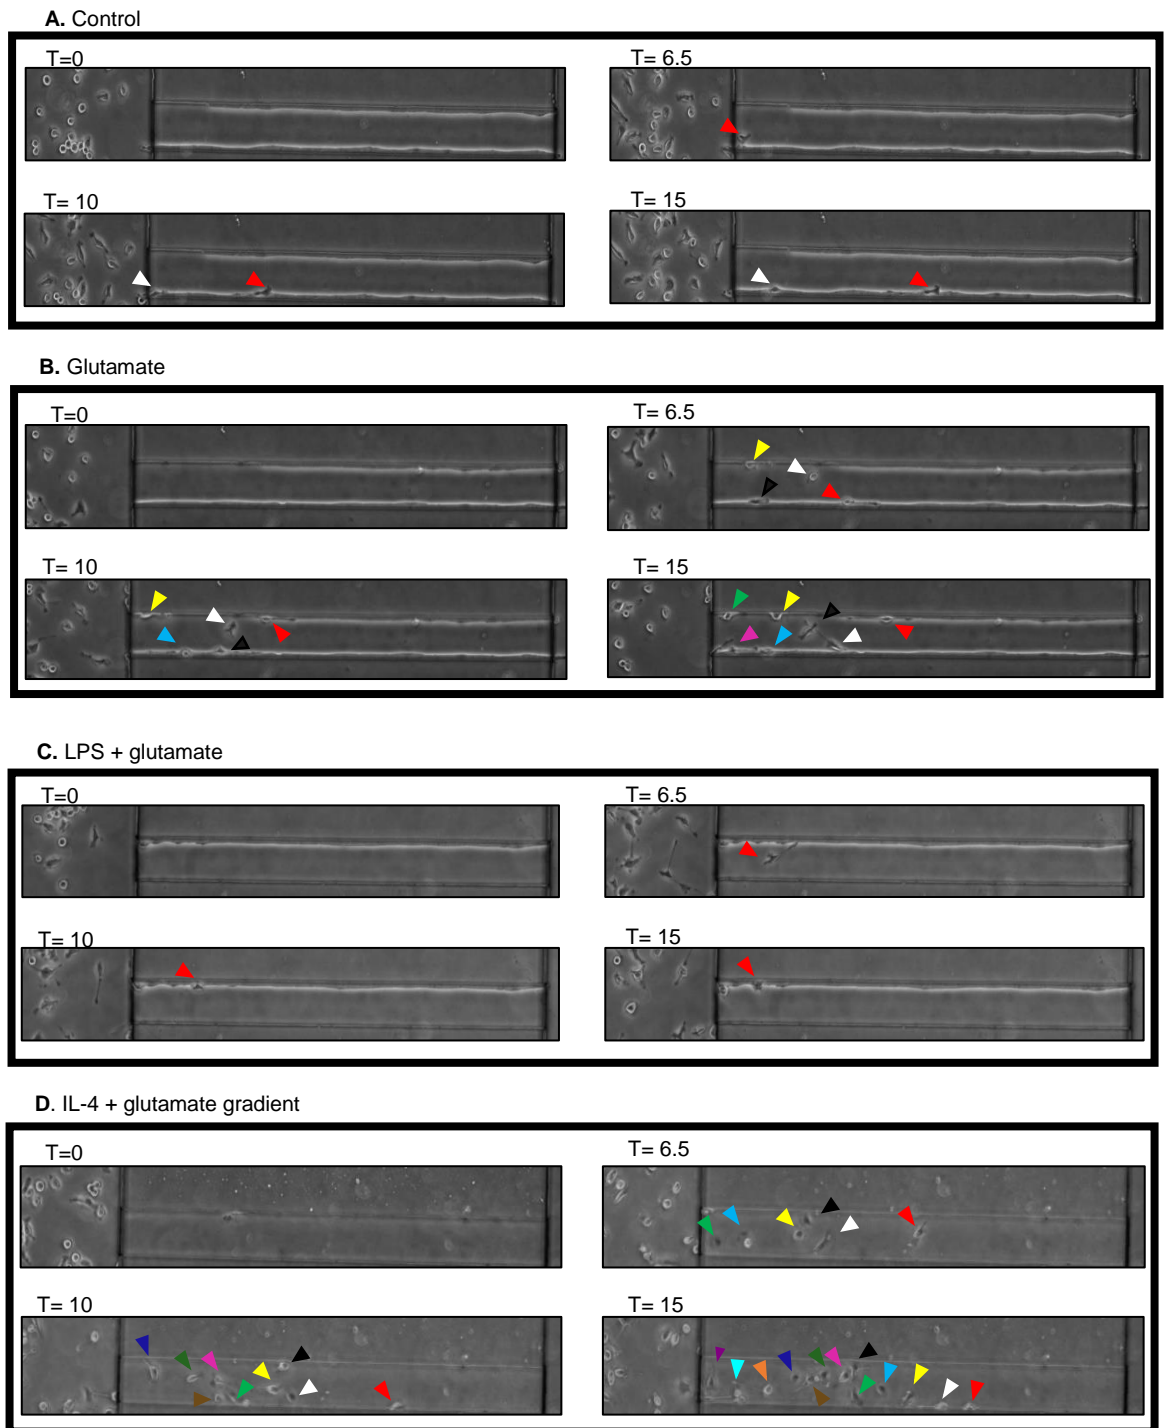 A. Control
T=0
T= 6.5
T= 10
T= 15
B. Glutamate
T=0
T= 6.5
T= 10
T= 15
C. LPS + glutamate
T=0
T= 6.5
T= 10
T= 15
D. IL-4 + glutamate gradient
T=0
T= 6.5
T= 10
T= 15